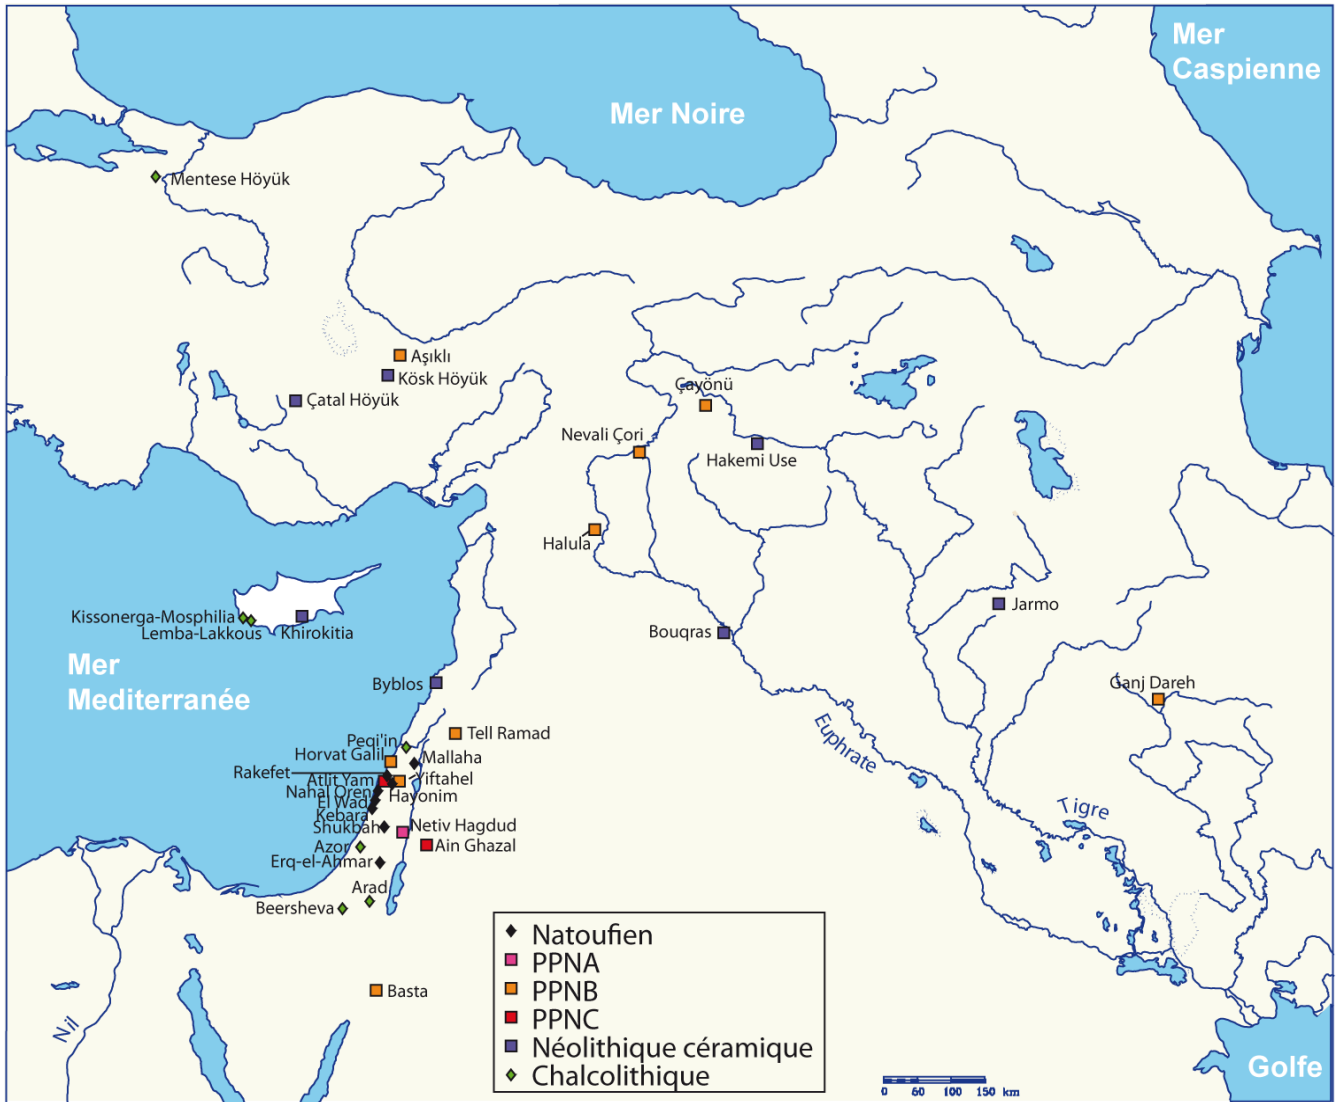 Mer
Caspienne
Mer Noire
Mentese Höyük
Aşıklı
Kösk Höyük
Çatal Höyük
Çayönü
Nevali Çori
Hakemi Use
Halula
Jarmo
Kissonerga-Mosphilia
Lemba-Lakkous
Khirokitia
Bouqras
Mer
Mediterranée
Byblos
Ganj Dareh
Tell Ramad
Peqi'in
Horvat Galil
Mallaha
Rakefet
Atlit Yam
Yiftahel
Nahal Oren
Hayonim
El Wad
Kebara
Shukbah
Netiv Hagdud
Azor
Ain Ghazal
Erq-el-Ahmar
Arad
Beersheva
Euphrate
Tigre
Basta
Nil
Natoufien
PPNA
PPNB
PPNC
Néolithique céramique
Chalcolithique
0 60 100 150 km
Golfe